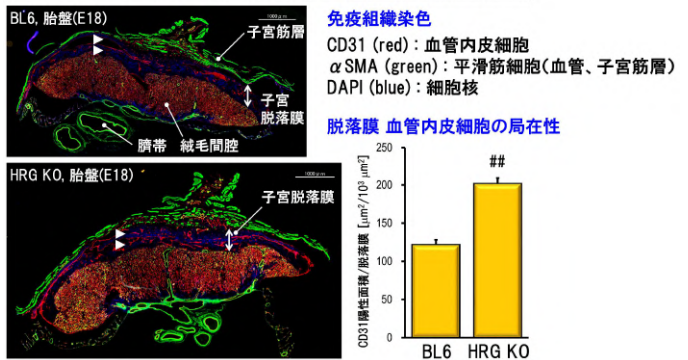 BL6, 胎盤(E18)
1000μm
子宮筋層
子宮
脱落膜
臍帯
絨毛間腔
HRG KO, 胎盤(E18)
1000μm
子宮脱落膜
免疫組織染色
CD31 (red) : 血管内皮細胞
αSMA (green) : 平滑筋細胞(血管、子宮筋層)
DAPI (blue) : 細胞核
脱落膜 血管内皮細胞の局在性
CD31陽性面積/脱落膜 [μm²/10³ μm²]
250
200
150
100
50
0
##
BL6
HRG KO